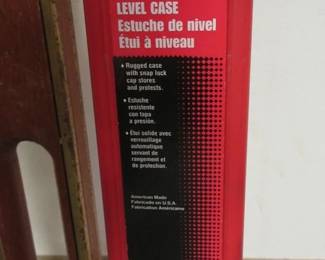 LEVEL CASE
Estuche de nivel
Étui à niveau
♦ Rugged case
with snap lock
cap stores
and protects.
♦ Estuche
resistente
con tapa
a presión.
♦ Étui solide avec
verrouillage
automatique
servant de
rangement et
de protection.
American Made
Fabricado en U.S.A.
Fabrication Américaine